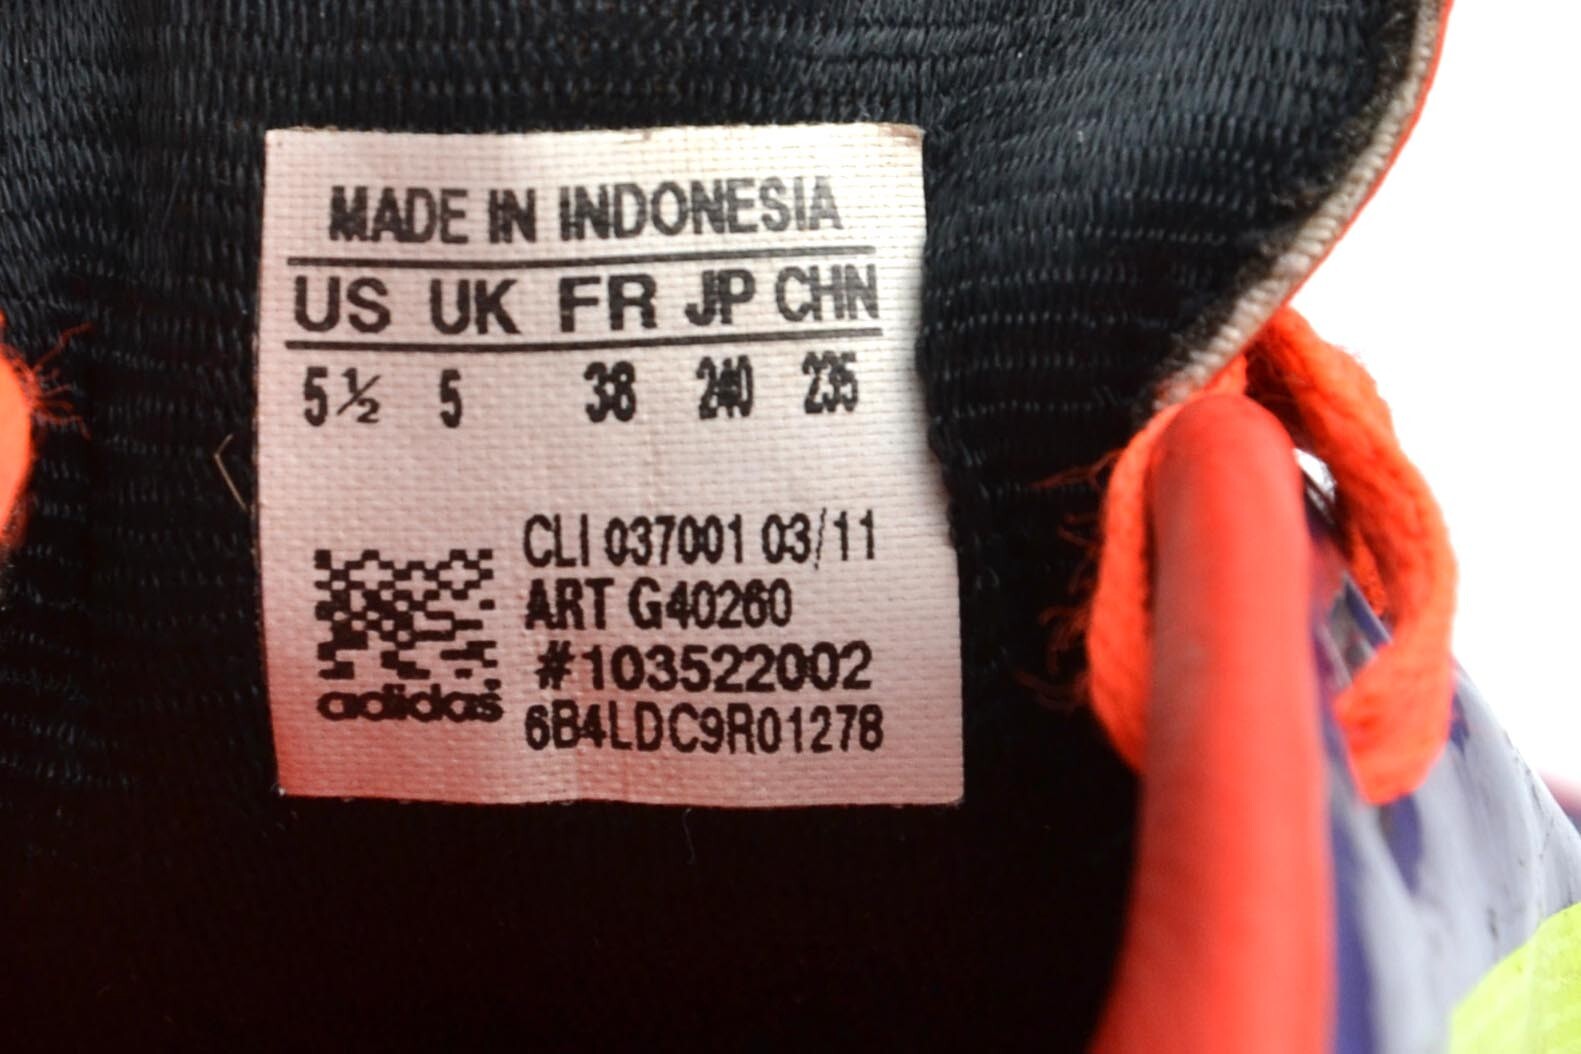 MADE IN INDONESIA
US UK FR JP CHN
5½ 5 38 240 235
CLI 037001 03/11
ART G40260
#103522002
adidas 6B4LDC9R01278